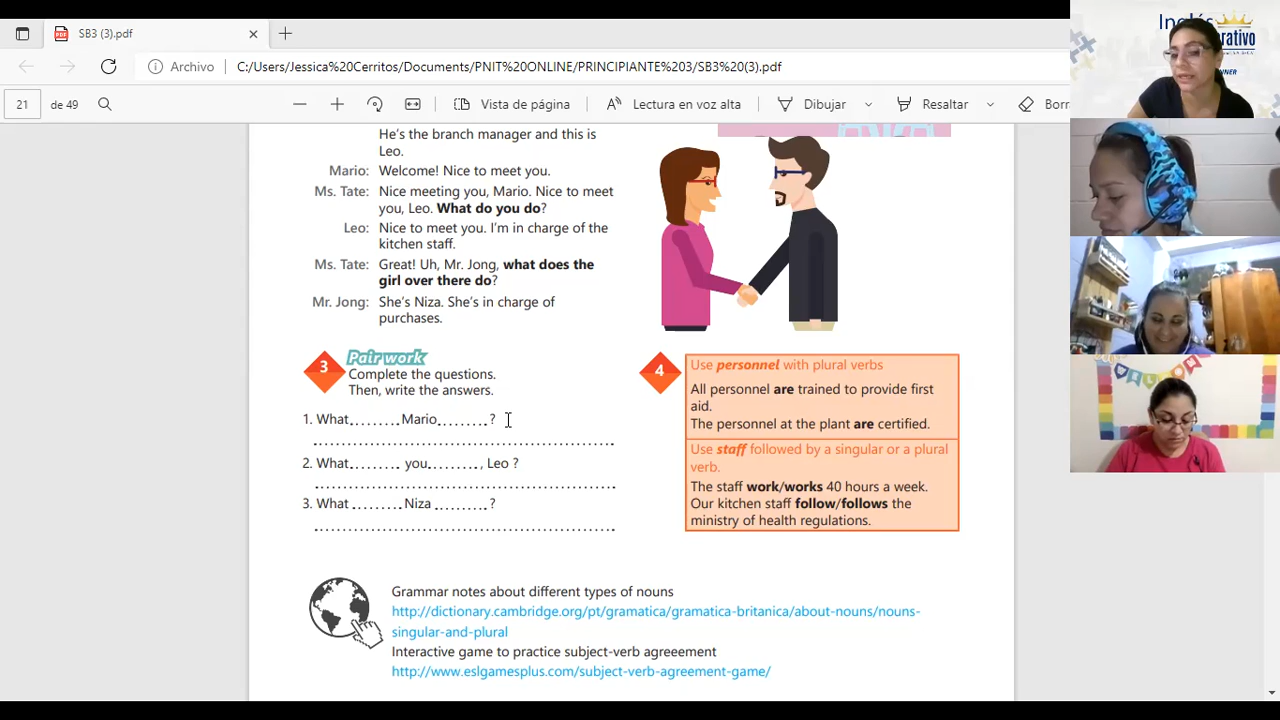 SB3 (3).pdf
Archivo
C:/Users/Jessica%20Cerritos/Documents/PNIT%20ONLINE/PRINCIPIANTE%203/SB3%20(3).pdf
21
de 49
Vista de página
Lectura en voz alta
Dibujar
Resaltar
Borr
He's the branch manager and this is
Leo.
Mario: Welcome! Nice to meet you.
Ms. Tate: Nice meeting you, Mario. Nice to meet
you, Leo. What do you do?
Leo: Nice to meet you. I'm in charge of the
kitchen staff.
Ms. Tate: Great! Uh, Mr. Jong, what does the
girl over there do?
Mr. Jong: She's Niza. She's in charge of
purchases.
3
Pair work
Complete the questions.
Then, write the answers.
1. What........ Mario........ ?
2. What........ you........, Leo ?
3. What ........ Niza ........ ?
4
Use personnel with plural verbs
All personnel are trained to provide first
aid.
The personnel at the plant are certified.
Use staff followed by a singular or a plural
verb.
The staff work/works 40 hours a week.
Our kitchen staff follow/follows the
ministry of health regulations.
Grammar notes about different types of nouns
http://dictionary.cambridge.org/pt/gramatica/gramatica-britanica/about-nouns/nouns-
singular-and-plural
Interactive game to practice subject-verb agreeement
http://www.eslgamesplus.com/subject-verb-agreement-game/